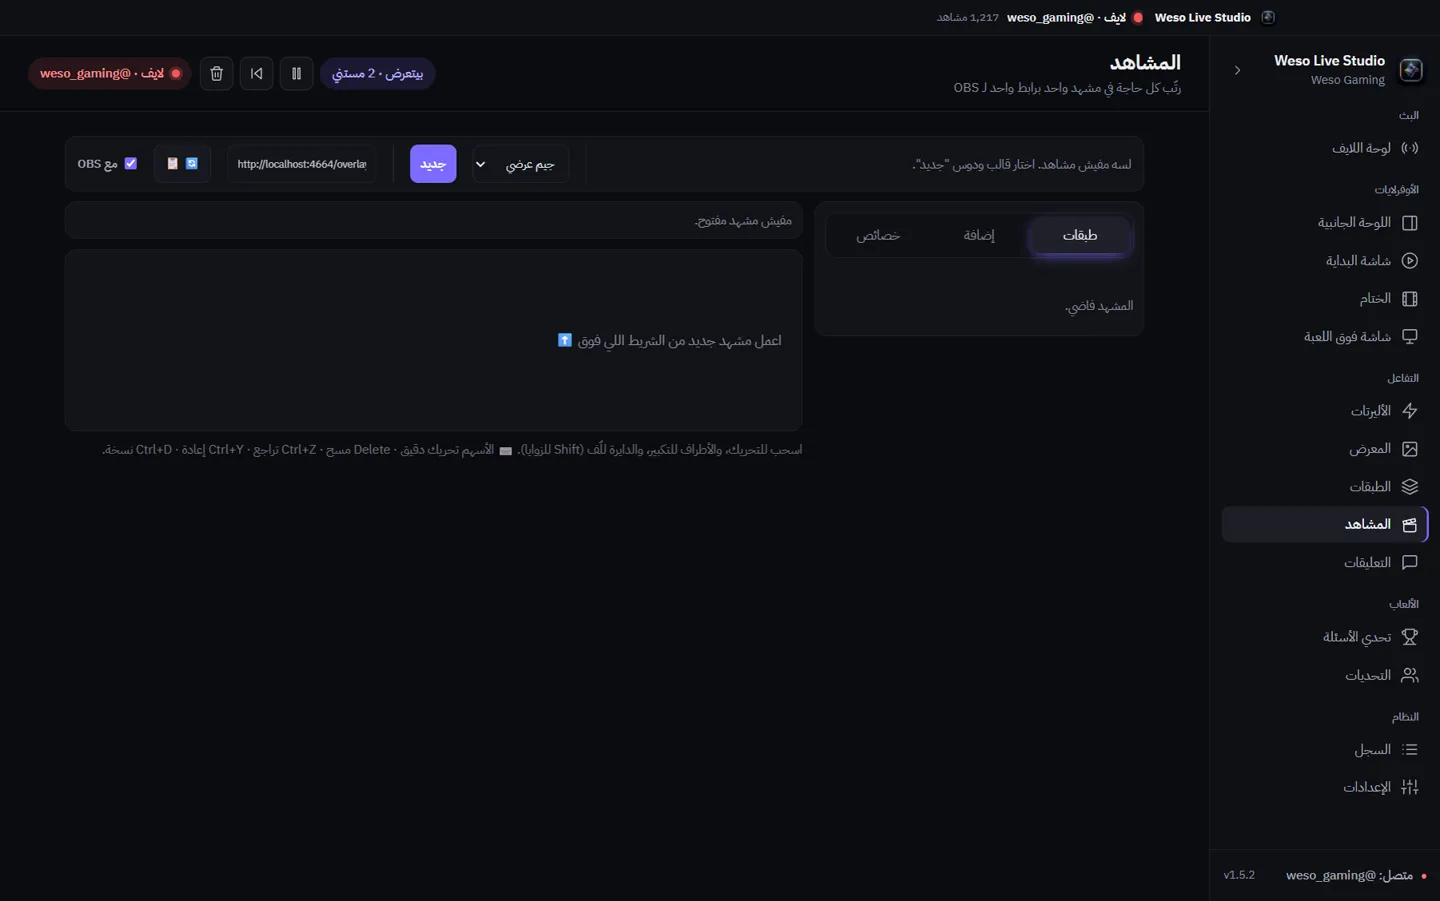 Weso Live Studio
لايف · @weso_gaming
1,217 مشاهد
Weso Live Studio
Weso Gaming
البث
لوحة اللايف
الأوفرلايات
اللوحة الجانبية
شاشة البداية
الختام
شاشة فوق اللعبة
التفاعل
الأليرتات
المعرض
الطبقات
المشاهد
التعليقات
الألعاب
تحدي الأسئلة
التحديات
النظام
السجل
الإعدادات
متصل: @weso_gaming
v1.5.2
المشاهد
رتّب كل حاجة في مشهد واحد برابط واحد لـ OBS
بيتعرض · 2 مستني
لايف · @weso_gaming
لسه مفيش مشاهد. اختار قالب ودوس "جديد".
جيم عرضي
جديد
http://localhost:4664/overlay
مع OBS
طبقات
إضافة
خصائص
المشهد فاضي.
مفيش مشهد مفتوح.
اعمل مشهد جديد من الشريط اللي فوق ⬆️
اسحب للتحريك، والأطراف للتكبير، والدايرة للّف (Shift للزوايا). ⌨️ الأسهم تحريك دقيق · Delete مسح · Ctrl+Z تراجع · Ctrl+Y إعادة · Ctrl+D نسخة.